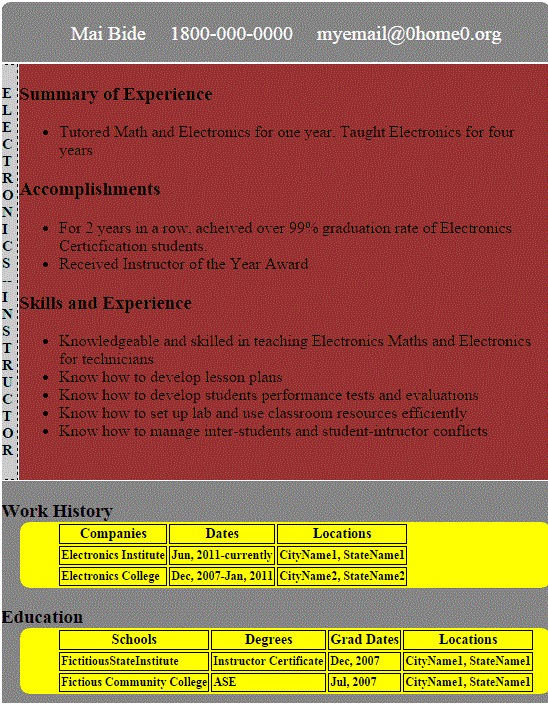 Mai Bide 1800-000-0000 myemail@0home0.org
ELECTRONICS -- INSTRUCTOR
Summary of Experience
• Tutored Math and Electronics for one year. Taught Electronics for four
years
Accomplishments
• For 2 years in a row, acheived over 99% graduation rate of Electronics
Certicfication students.
• Received Instructor of the Year Award
Skills and Experience
• Knowledgeable and skilled in teaching Electronics Maths and Electronics
for technicians
• Know how to develop lesson plans
• Know how to develop students performance tests and evaluations
• Know how to set up lab and use classroom resources efficiently
• Know how to manage inter-students and student-intructor conflicts
Work History
Companies Dates Locations
Electronics Institute Jun, 2011-currently CityName1, StateName1
Electronics College Dec, 2007-Jan, 2011 CityName2, StateName2
Education
Schools Degrees Grad Dates Locations
FictitiousStateInstitute Instructor Certificate Dec, 2007 CityName1, StateName1
Fictious Community College ASE Jul, 2007 CityName1, StateName1